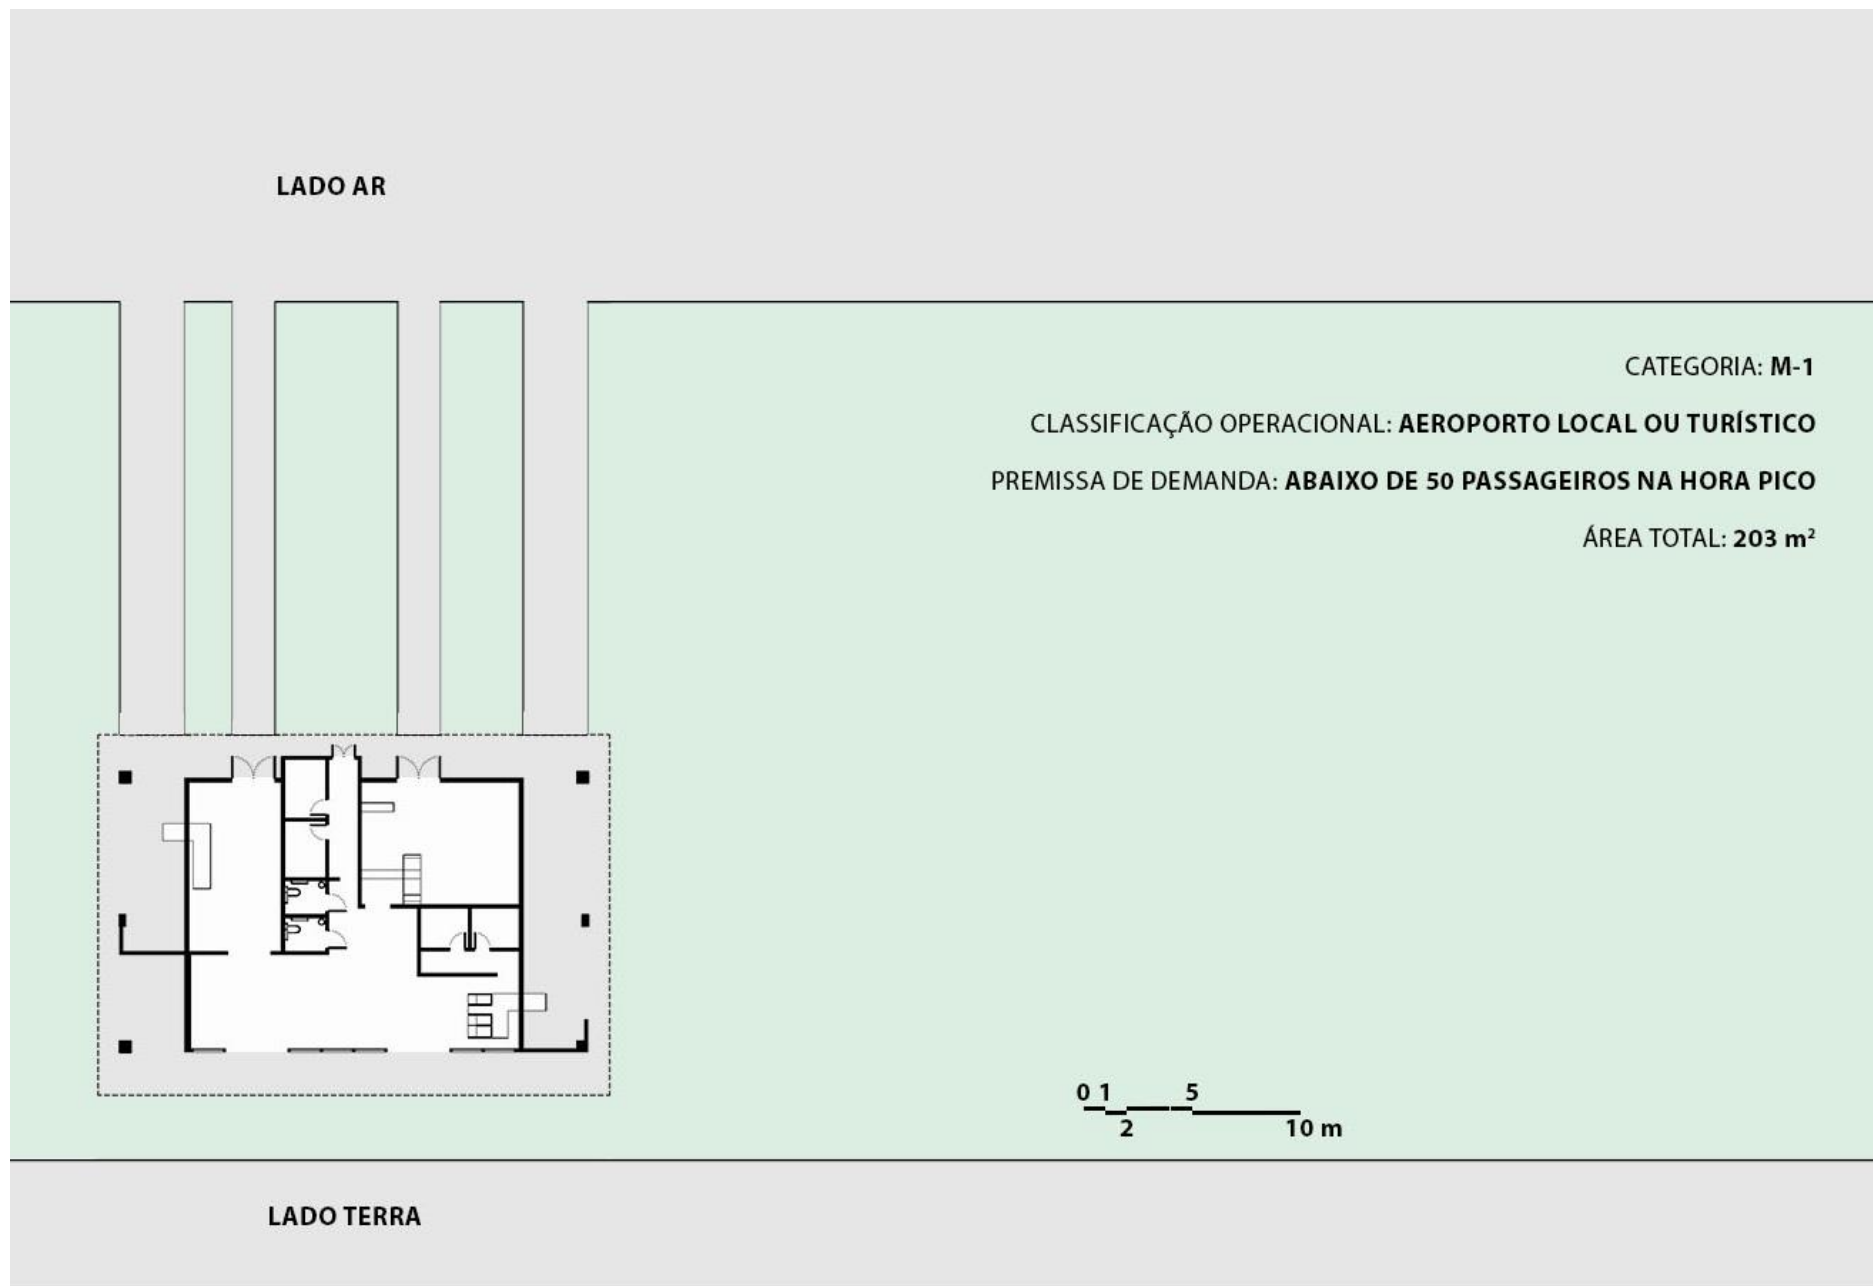 LADO AR
CATEGORIA: M-1
CLASSIFICAÇÃO OPERACIONAL: AEROPORTO LOCAL OU TURÍSTICO
PREMISSA DE DEMANDA: ABAIXO DE 50 PASSAGEIROS NA HORA PICO
ÁREA TOTAL: 203 m²
0 1 5
2 10 m
LADO TERRA